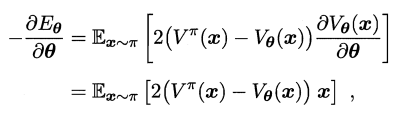 −∂E_θ/∂θ = 𝔼_{x∼π} [2(V^π(x) − V_θ(x)) ∂V_θ(x)/∂θ]
= 𝔼_{x∼π} [2(V^π(x) − V_θ(x)) x] ,